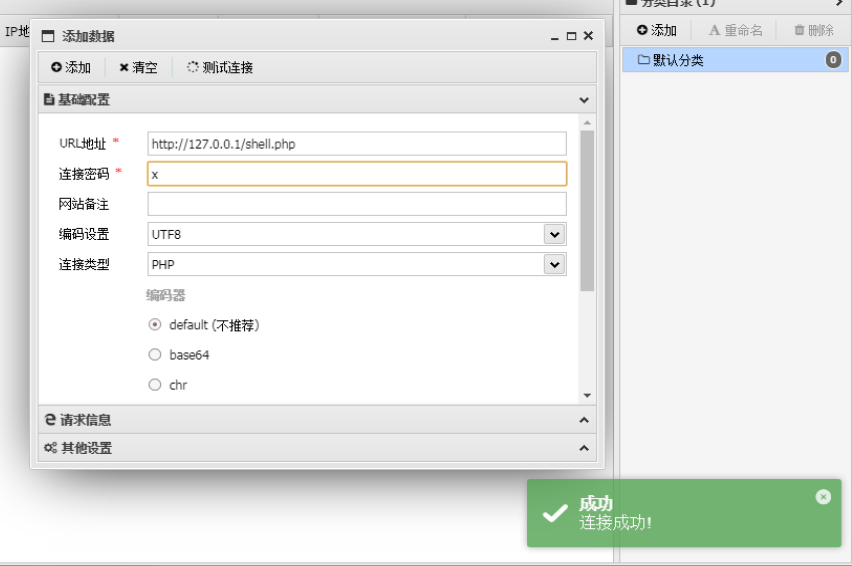 分类目录 (1)
IP地
添加数据
添加 重命名 删除
添加 清空 测试连接
默认分类 0
基础配置
URL地址 * http://127.0.0.1/shell.php
连接密码 * x
网站备注
编码设置 UTF8
连接类型 PHP
编码器
default (不推荐)
base64
chr
请求信息
其他设置
成功
连接成功!